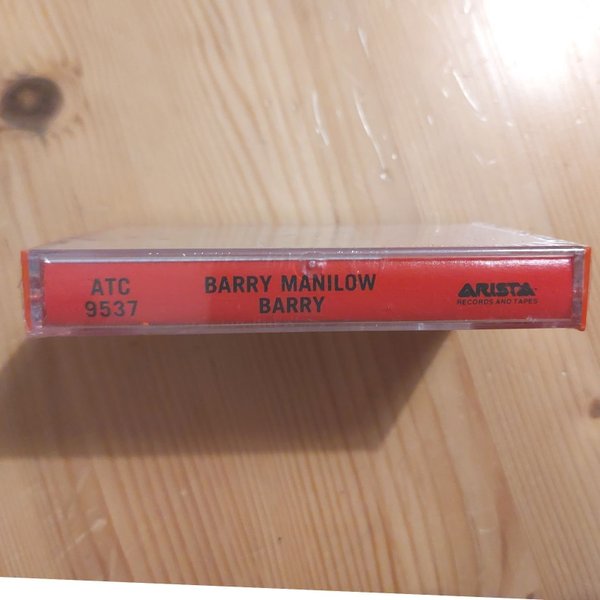 ATC
9537
BARRY MANILOW
BARRY
ARISTA
RECORDS AND TAPES